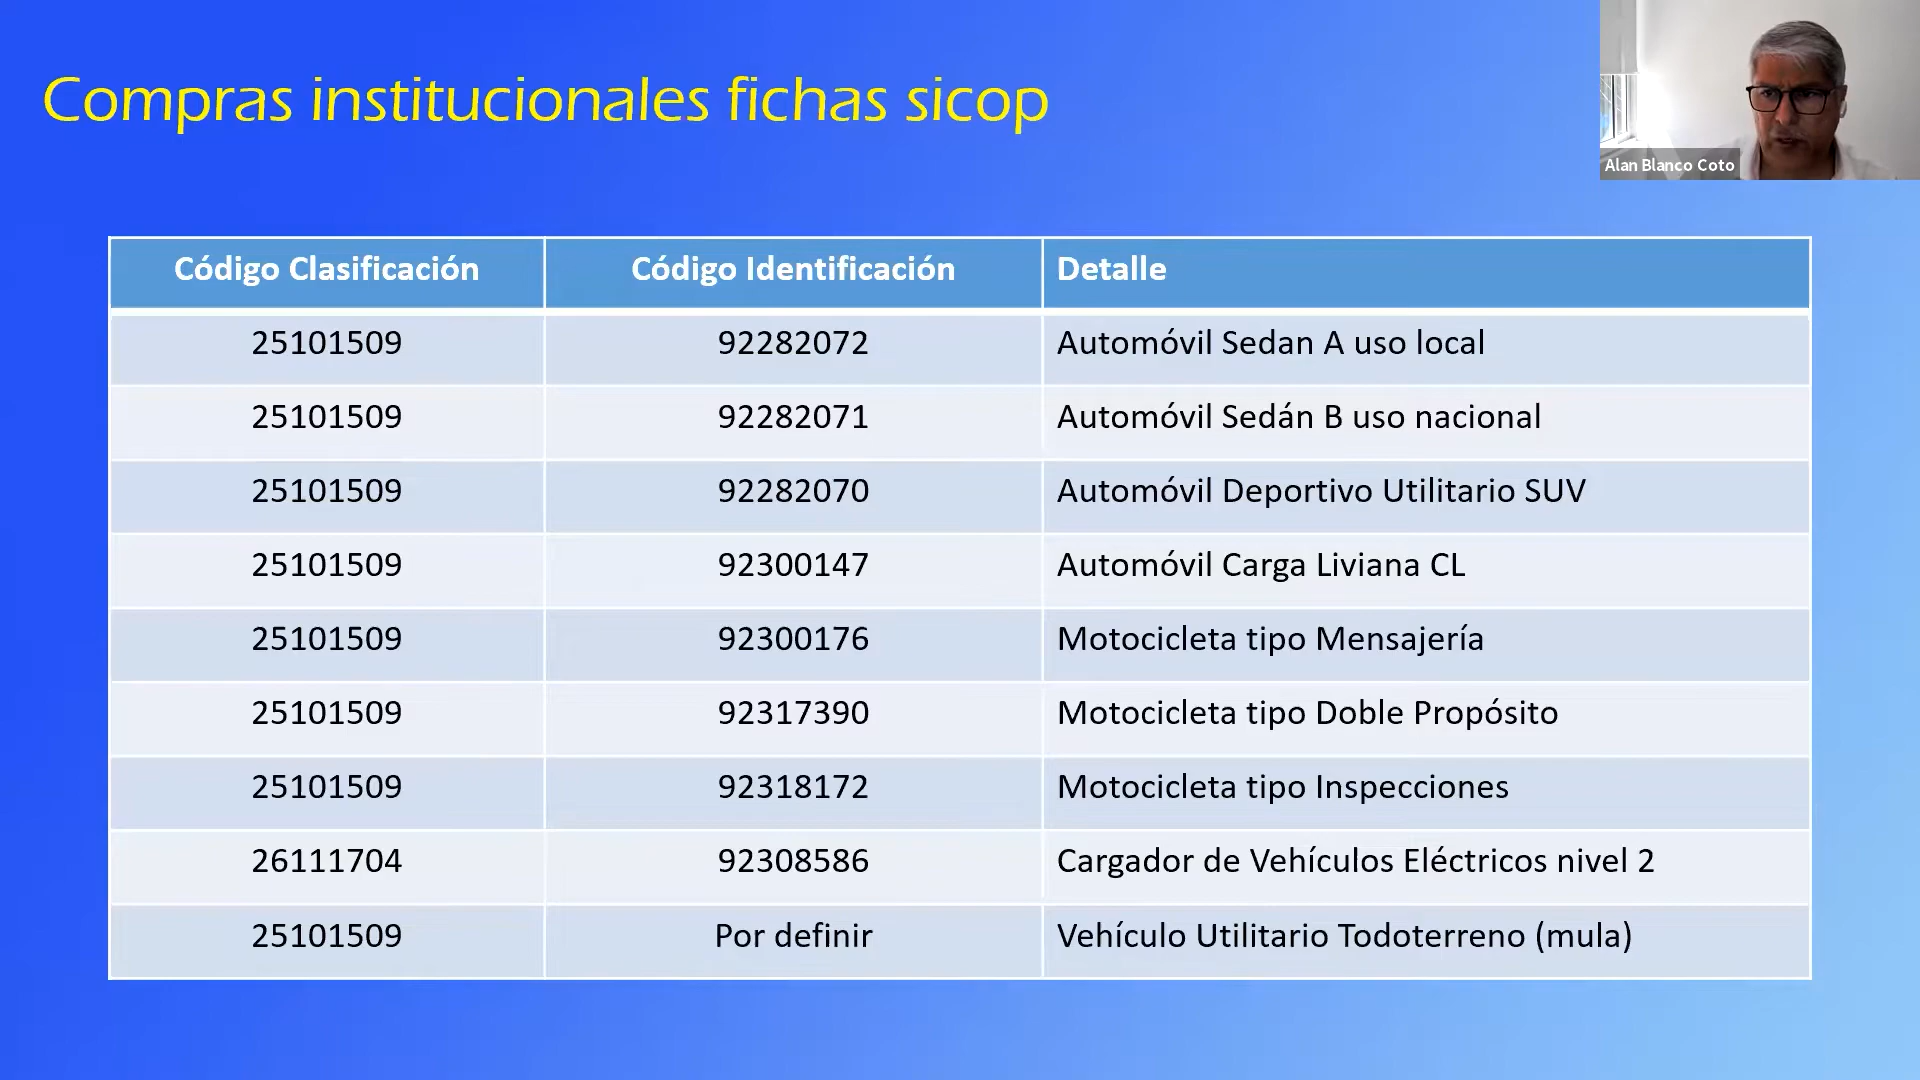 Compras institucionales fichas sicop
Alan Blanco Coto
Código Clasificación Código Identificación Detalle
25101509 92282072 Automóvil Sedan A uso local
25101509 92282071 Automóvil Sedán B uso nacional
25101509 92282070 Automóvil Deportivo Utilitario SUV
25101509 92300147 Automóvil Carga Liviana CL
25101509 92300176 Motocicleta tipo Mensajería
25101509 92317390 Motocicleta tipo Doble Propósito
25101509 92318172 Motocicleta tipo Inspecciones
26111704 92308586 Cargador de Vehículos Eléctricos nivel 2
25101509 Por definir Vehículo Utilitario Todoterreno (mula)